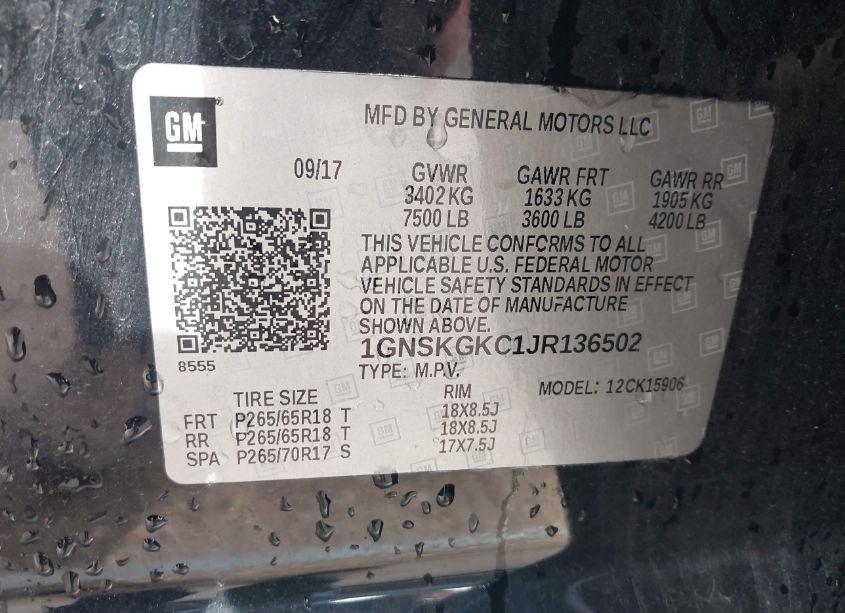 GM
MFD BY GENERAL MOTORS LLC
09/17
GVWR GAWR FRT GAWR RR
3402 KG 1633 KG 1905 KG
7500 LB 3600 LB 4200 LB
THIS VEHICLE CONFORMS TO ALL
APPLICABLE U.S. FEDERAL MOTOR
VEHICLE SAFETY STANDARDS IN EFFECT
ON THE DATE OF MANUFACTURE
SHOWN ABOVE.
8555
1GNSKGKC1JR136502
TYPE: M.P.V. MODEL: 12CK15906
TIRE SIZE RIM
FRT P265/65R18 T 18X8.5J
RR P265/65R18 T 18X8.5J
SPA P265/70R17 S 17X7.5J